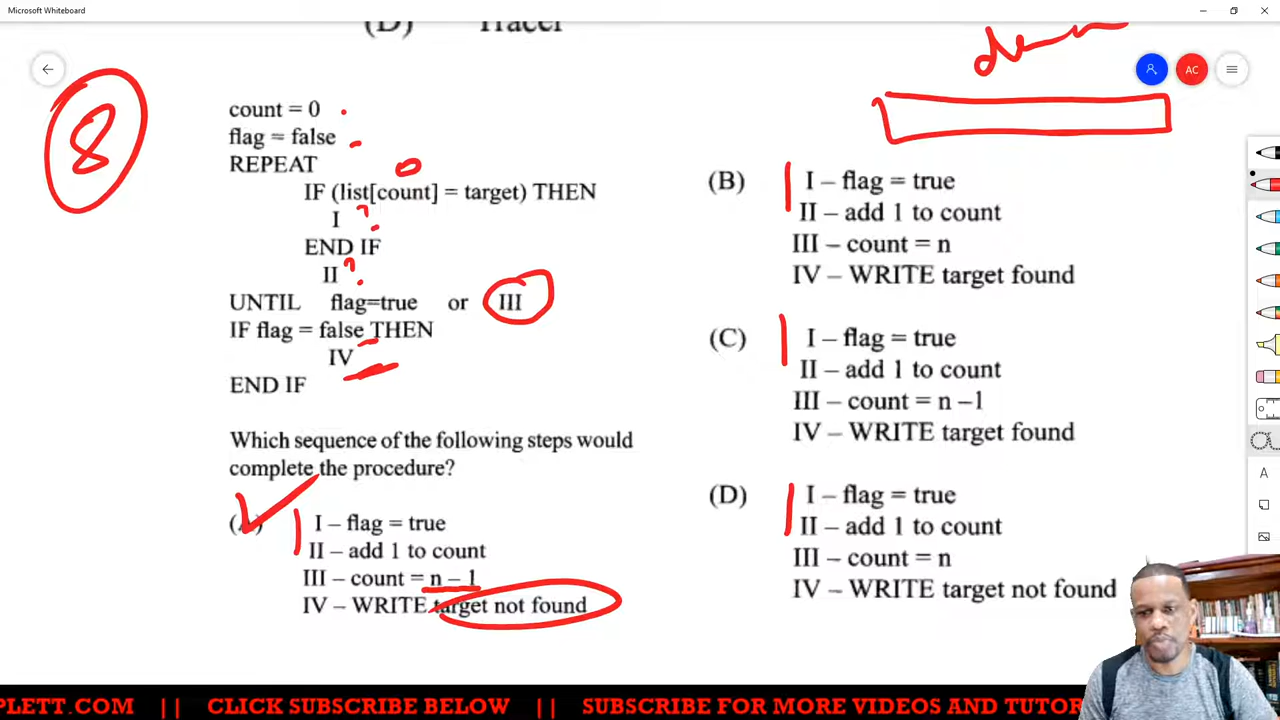 Microsoft Whiteboard
(D) Tracer
AC
8
count = 0
flag = false
REPEAT
IF (list[count] = target) THEN
I ?
END IF
II ?
UNTIL flag=true or III
IF flag = false THEN
IV
END IF
Which sequence of the following steps would
complete the procedure?
(A) I – flag = true
II – add 1 to count
III – count = n – 1
IV – WRITE target not found
(B) I – flag = true
II – add 1 to count
III – count = n
IV – WRITE target found
(C) I – flag = true
II – add 1 to count
III – count = n –1
IV – WRITE target found
(D) I – flag = true
II – add 1 to count
III – count = n
IV – WRITE target not found
A
PLETT.COM || CLICK SUBSCRIBE BELOW || SUBSCRIBE FOR MORE VIDEOS AND TUTOR